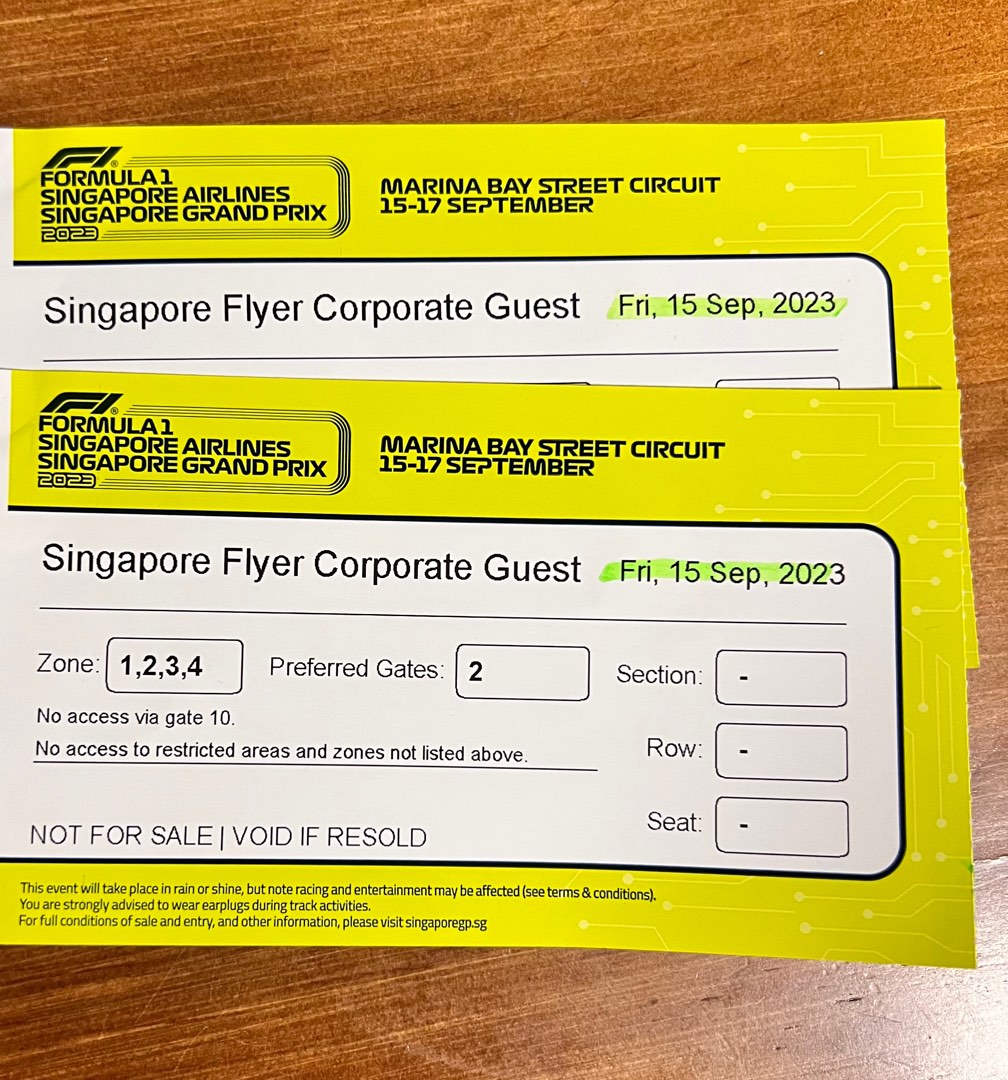 F1®
FORMULA 1
SINGAPORE AIRLINES
SINGAPORE GRAND PRIX
2023
MARINA BAY STREET CIRCUIT
15-17 SEPTEMBER
Singapore Flyer Corporate Guest Fri, 15 Sep, 2023
F1®
FORMULA 1
SINGAPORE AIRLINES
SINGAPORE GRAND PRIX
2023
MARINA BAY STREET CIRCUIT
15-17 SEPTEMBER
Singapore Flyer Corporate Guest Fri, 15 Sep, 2023
Zone: 1,2,3,4 Preferred Gates: 2 Section: -
No access via gate 10.
No access to restricted areas and zones not listed above.
Row: -
Seat: -
NOT FOR SALE | VOID IF RESOLD
This event will take place in rain or shine, but note racing and entertainment may be affected (see terms & conditions).
You are strongly advised to wear earplugs during track activities.
For full conditions of sale and entry, and other information, please visit singaporegp.sg